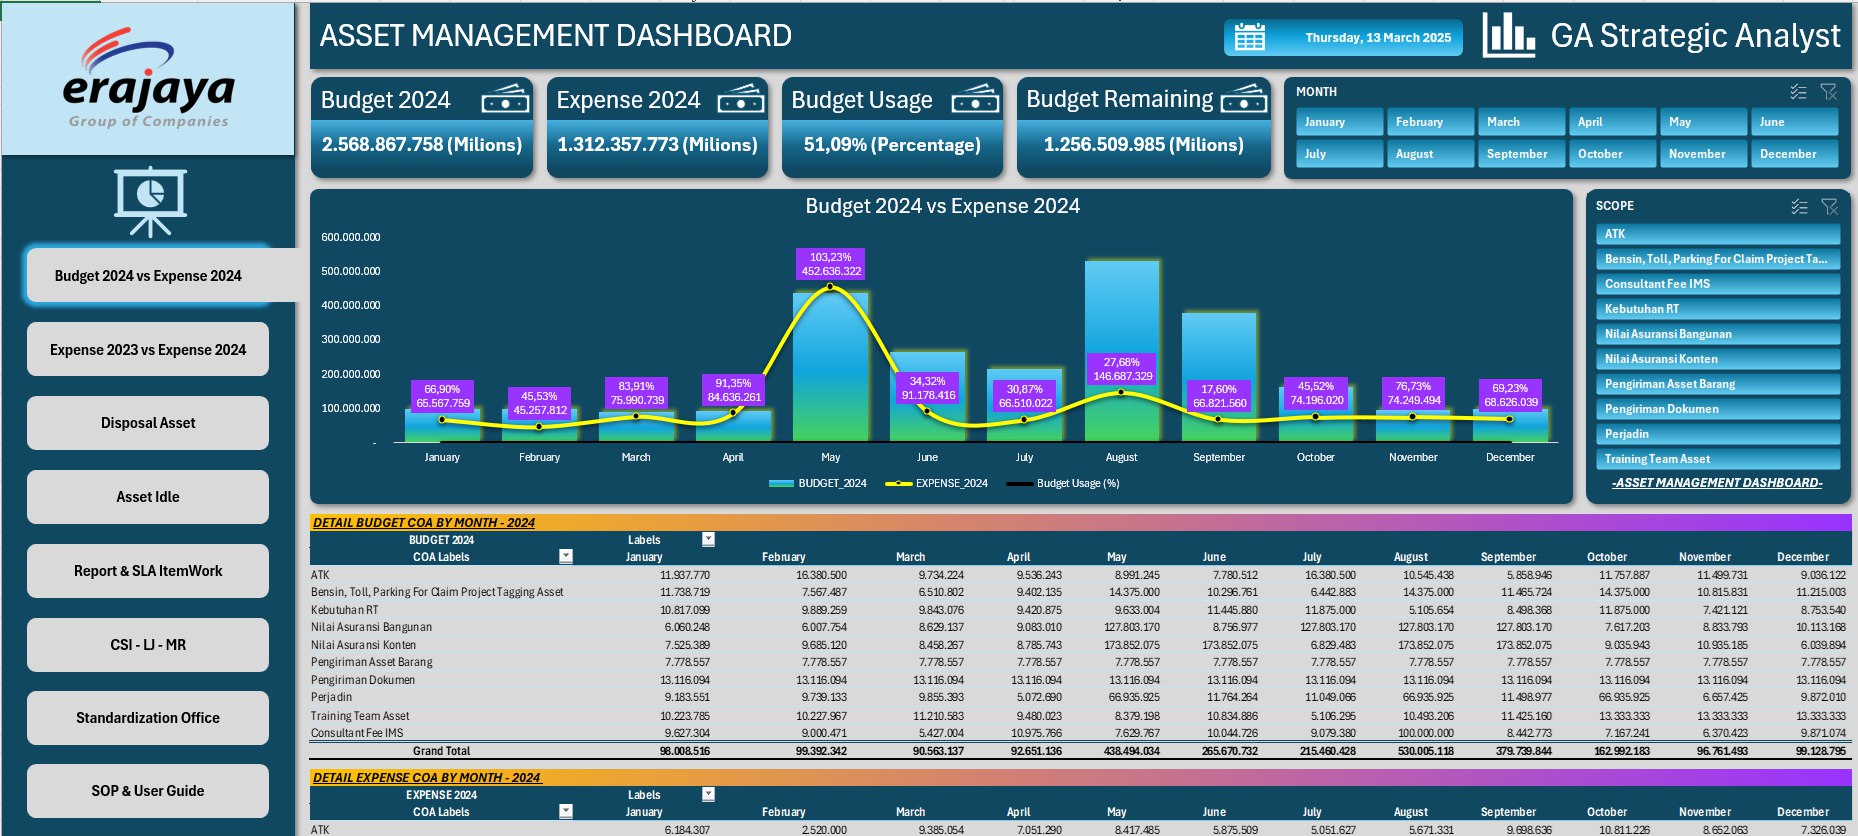 erajaya
Group of Companies
ASSET MANAGEMENT DASHBOARD
Thursday, 13 March 2025
GA Strategic Analyst
Budget 2024
2.568.867.758 (Milions)
Expense 2024
1.312.357.773 (Milions)
Budget Usage
51,09% (Percentage)
Budget Remaining
1.256.509.985 (Milions)
MONTH
January February March April May June
July August September October November December
Budget 2024 vs Expense 2024
Expense 2023 vs Expense 2024
Disposal Asset
Asset Idle
Report & SLA ItemWork
CSI - LJ - MR
Standardization Office
SOP & User Guide
Budget 2024 vs Expense 2024
600.000.000
500.000.000
400.000.000
300.000.000
200.000.000
100.000.000
-
66,90%
65.567.759
45,53%
45.257.812
83,91%
75.990.739
91,35%
84.636.261
103,23%
452.636.322
34,32%
91.178.416
30,87%
66.510.022
27,68%
146.687.329
17,60%
66.821.560
45,52%
74.196.020
76,73%
74.249.494
69,23%
68.626.039
January February March April May June July August September October November December
BUDGET_2024 EXPENSE_2024 Budget Usage (%)
SCOPE
ATK
Bensin, Toll, Parking For Claim Project Ta...
Consultant Fee IMS
Kebutuhan RT
Nilai Asuransi Bangunan
Nilai Asuransi Konten
Pengiriman Asset Barang
Pengiriman Dokumen
Perjadin
Training Team Asset
-ASSET MANAGEMENT DASHBOARD-
DETAIL BUDGET COA BY MONTH - 2024
BUDGET 2024 Labels
COA Labels January February March April May June July August September October November December
ATK 11.937.770 16.380.500 9.734.224 9.536.243 8.991.245 7.780.512 16.380.500 10.545.438 5.858.946 11.757.887 11.499.731 9.036.122
Bensin, Toll, Parking For Claim Project Tagging Asset 11.738.719 7.567.487 6.510.802 9.402.135 14.375.000 10.296.761 6.442.883 14.375.000 11.465.724 14.375.000 10.815.831 11.215.003
Kebutuhan RT 10.817.099 9.889.259 9.843.076 9.420.875 9.633.004 11.445.880 11.875.000 5.105.654 8.498.368 11.875.000 7.421.121 8.753.540
Nilai Asuransi Bangunan 6.060.248 6.007.754 8.629.137 9.083.010 127.803.170 8.756.977 127.803.170 127.803.170 127.803.170 7.617.203 8.833.793 10.113.168
Nilai Asuransi Konten 7.525.389 9.685.120 8.458.267 8.785.743 173.852.075 173.852.075 6.829.483 173.852.075 173.852.075 9.035.943 10.935.185 6.039.894
Pengiriman Asset Barang 7.778.557 7.778.557 7.778.557 7.778.557 7.778.557 7.778.557 7.778.557 7.778.557 7.778.557 7.778.557 7.778.557 7.778.557
Pengiriman Dokumen 13.116.094 13.116.094 13.116.094 13.116.094 13.116.094 13.116.094 13.116.094 13.116.094 13.116.094 13.116.094 13.116.094 13.116.094
Perjadin 9.183.551 9.739.133 9.855.393 5.072.690 66.935.925 11.764.264 11.049.066 66.935.925 11.498.977 66.935.925 6.657.425 9.872.010
Training Team Asset 10.223.785 10.227.967 11.210.583 9.480.023 8.379.198 10.834.886 5.106.295 10.493.206 11.425.160 13.333.333 13.333.333 13.333.333
Consultant Fee IMS 9.627.304 9.000.471 5.427.004 10.975.766 7.629.767 10.044.726 9.079.380 100.000.000 8.442.773 7.167.241 6.370.423 9.871.074
Grand Total 98.008.516 99.392.342 90.563.137 92.651.136 438.494.034 265.670.732 215.460.428 530.005.118 379.739.844 162.992.183 96.761.493 99.128.795
DETAIL EXPENSE COA BY MONTH - 2024
EXPENSE 2024 Labels
COA Labels January February March April May June July August September October November December
ATK 6.184.307 2.520.000 9.385.054 7.051.290 8.417.485 5.875.509 5.051.627 5.671.331 9.698.636 10.811.226 8.652.063 7.326.039